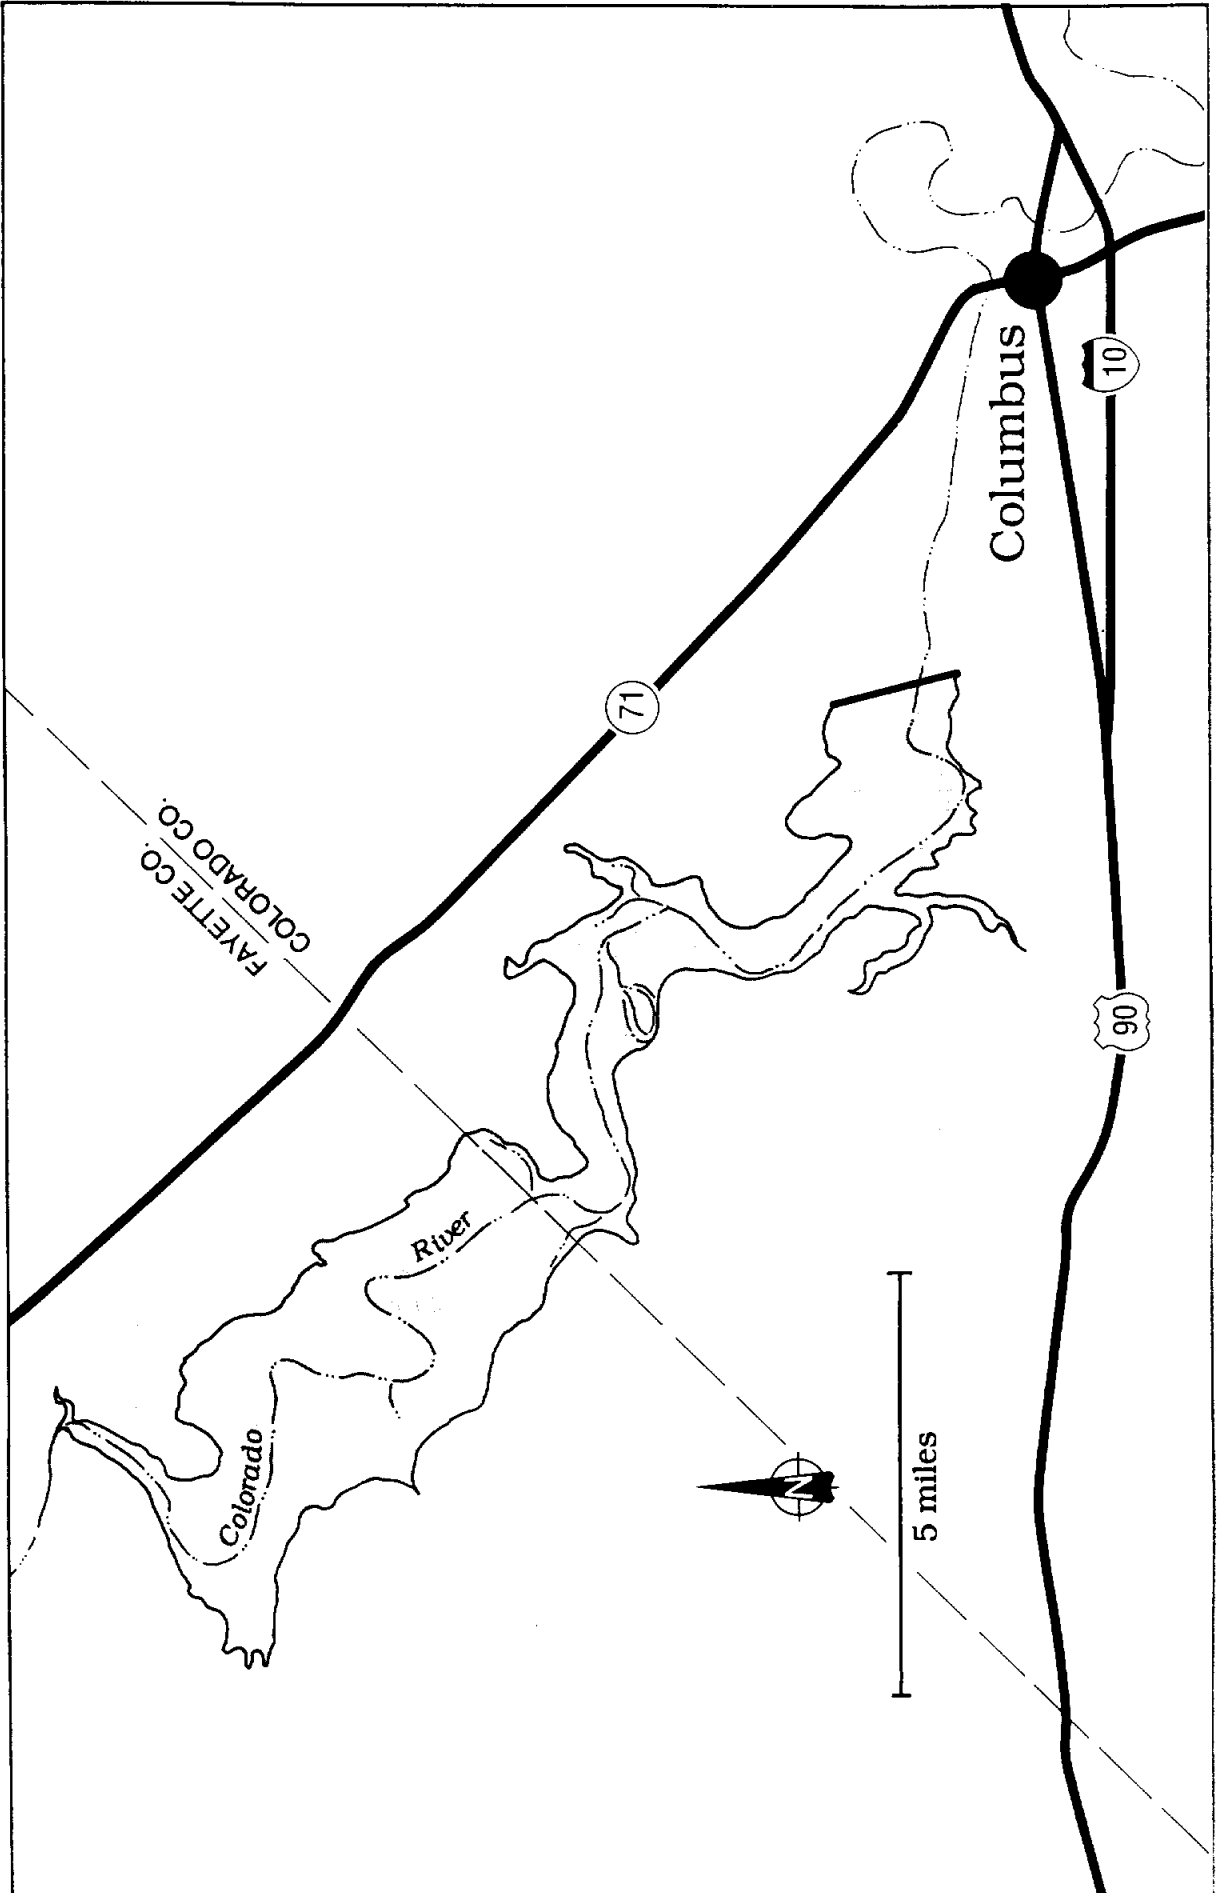 FAYETTE CO.
COLORADO CO.
71
Colorado
River
Columbus
10
90
N
5 miles